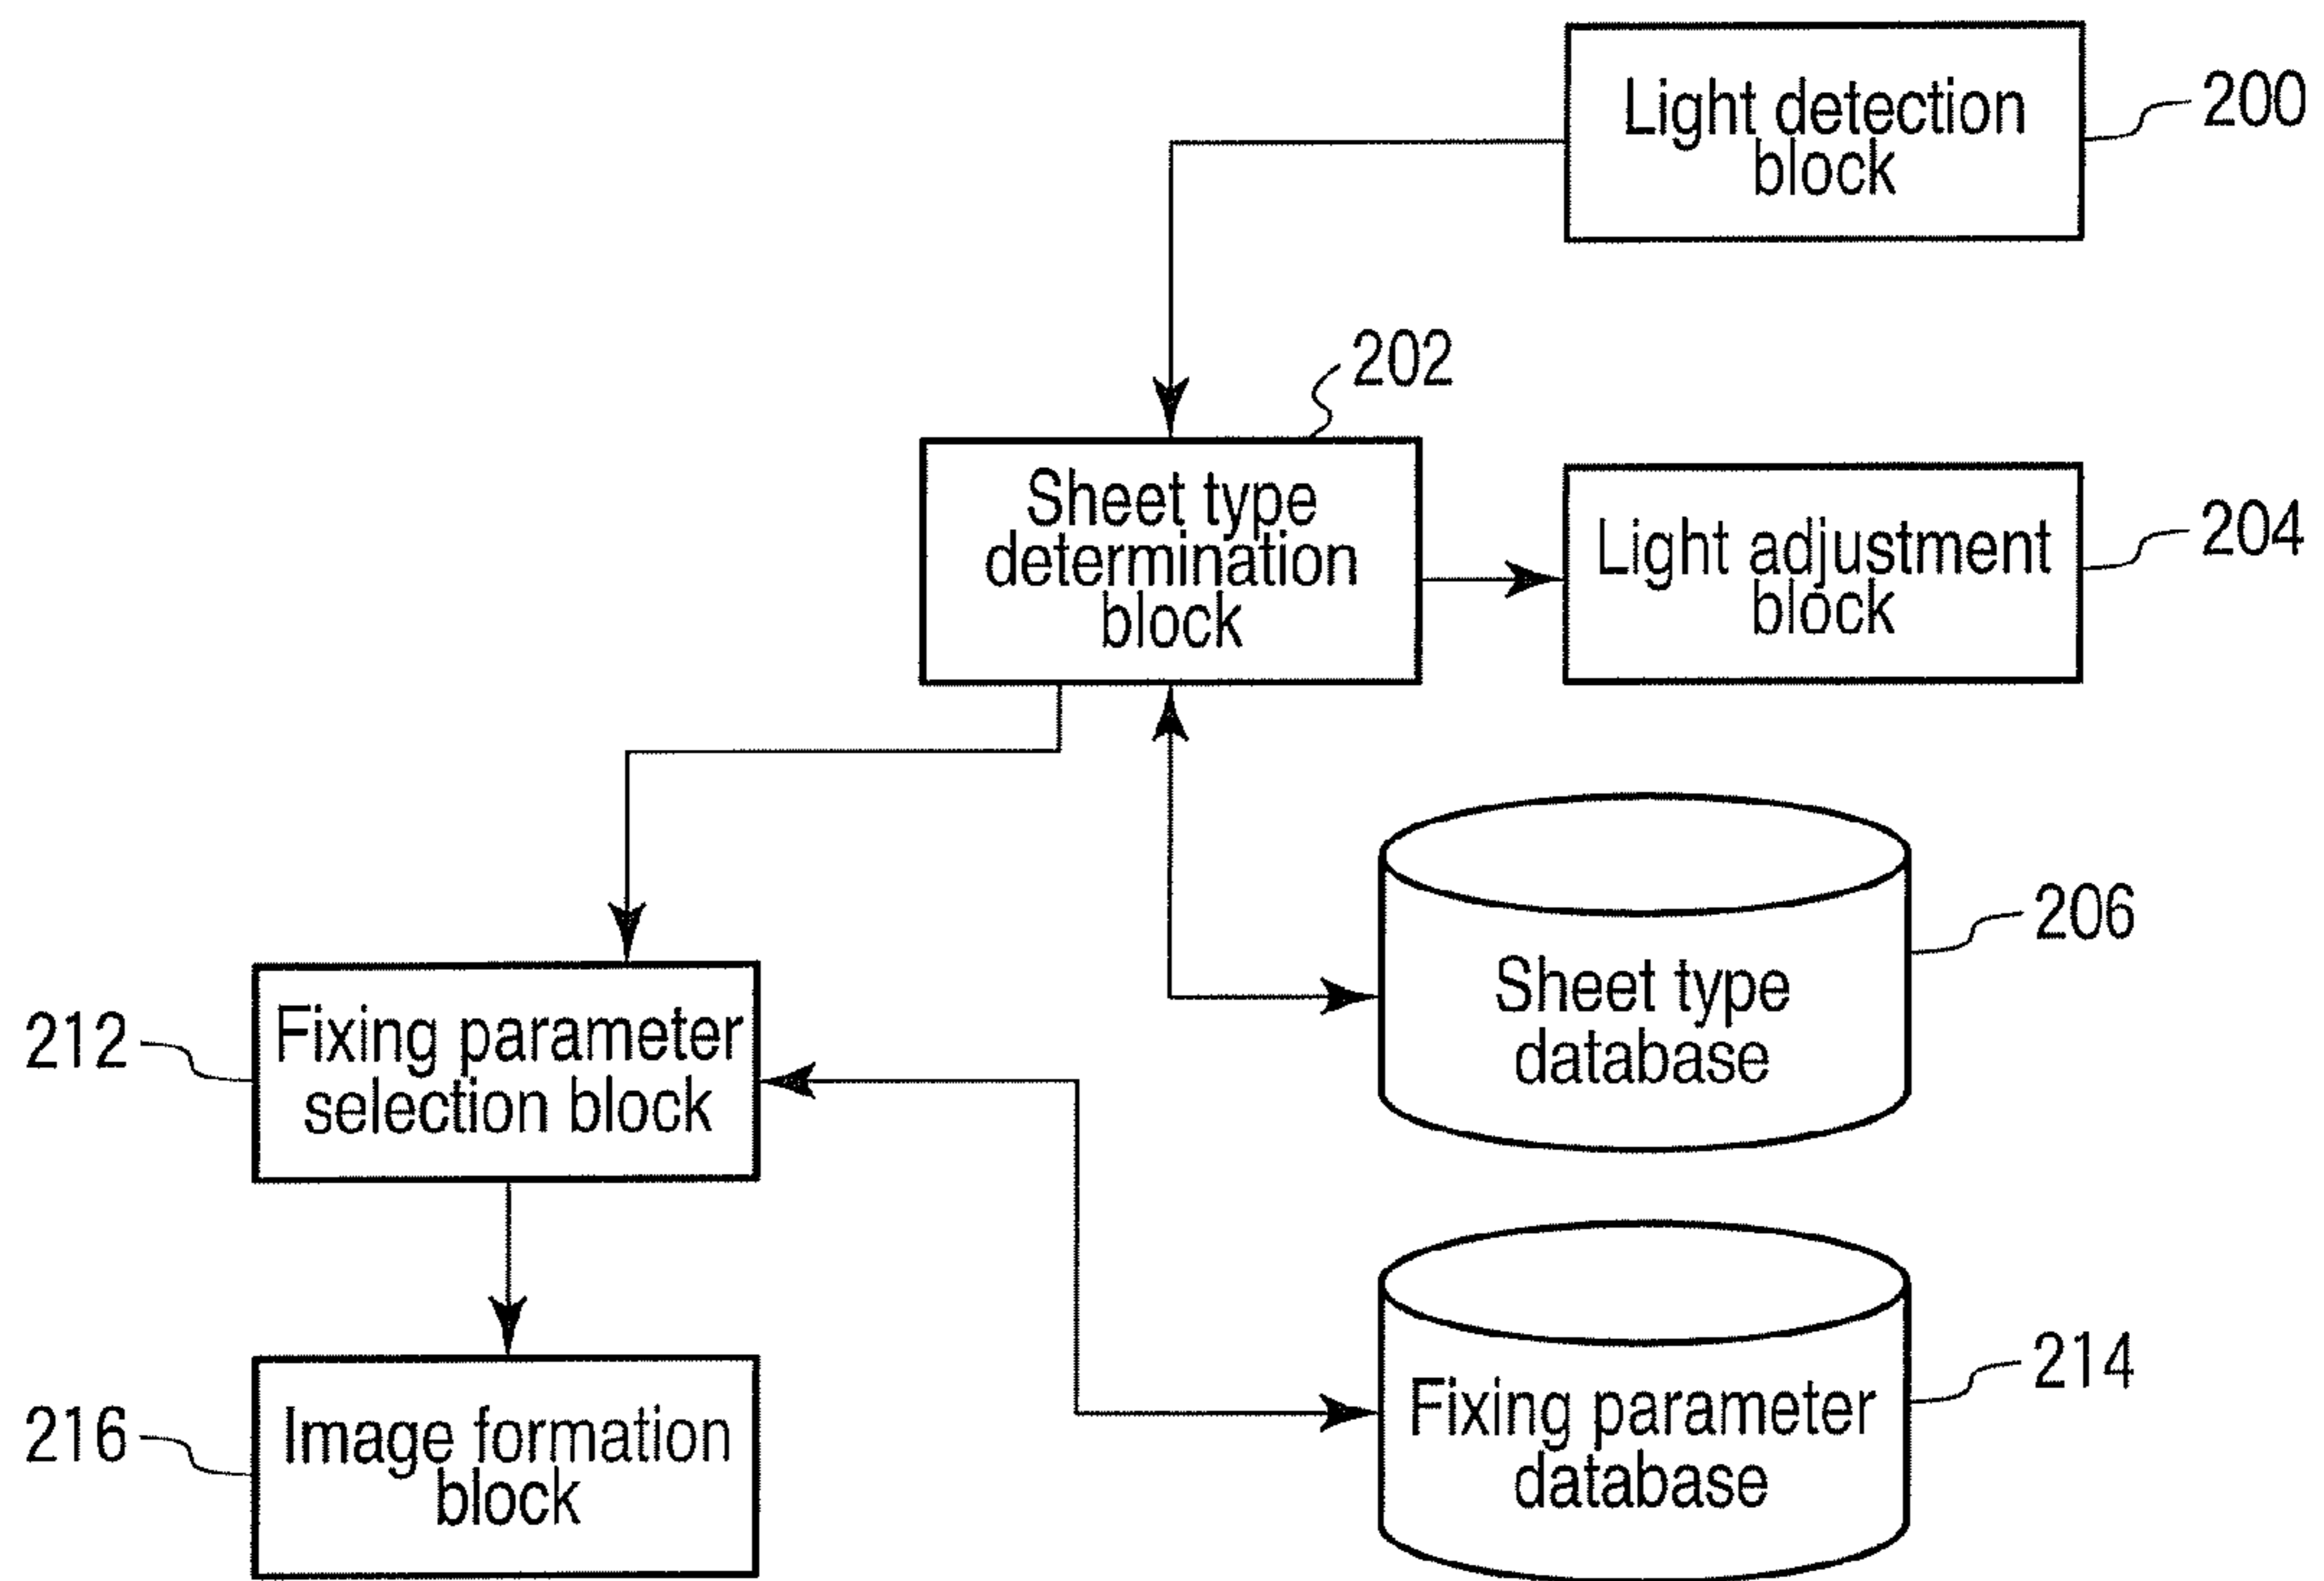 Light detection
block
200
202
Sheet type
determination
block
Light adjustment
block
204
Sheet type
database
206
212
Fixing parameter
selection block
Fixing parameter
database
214
216
Image formation
block